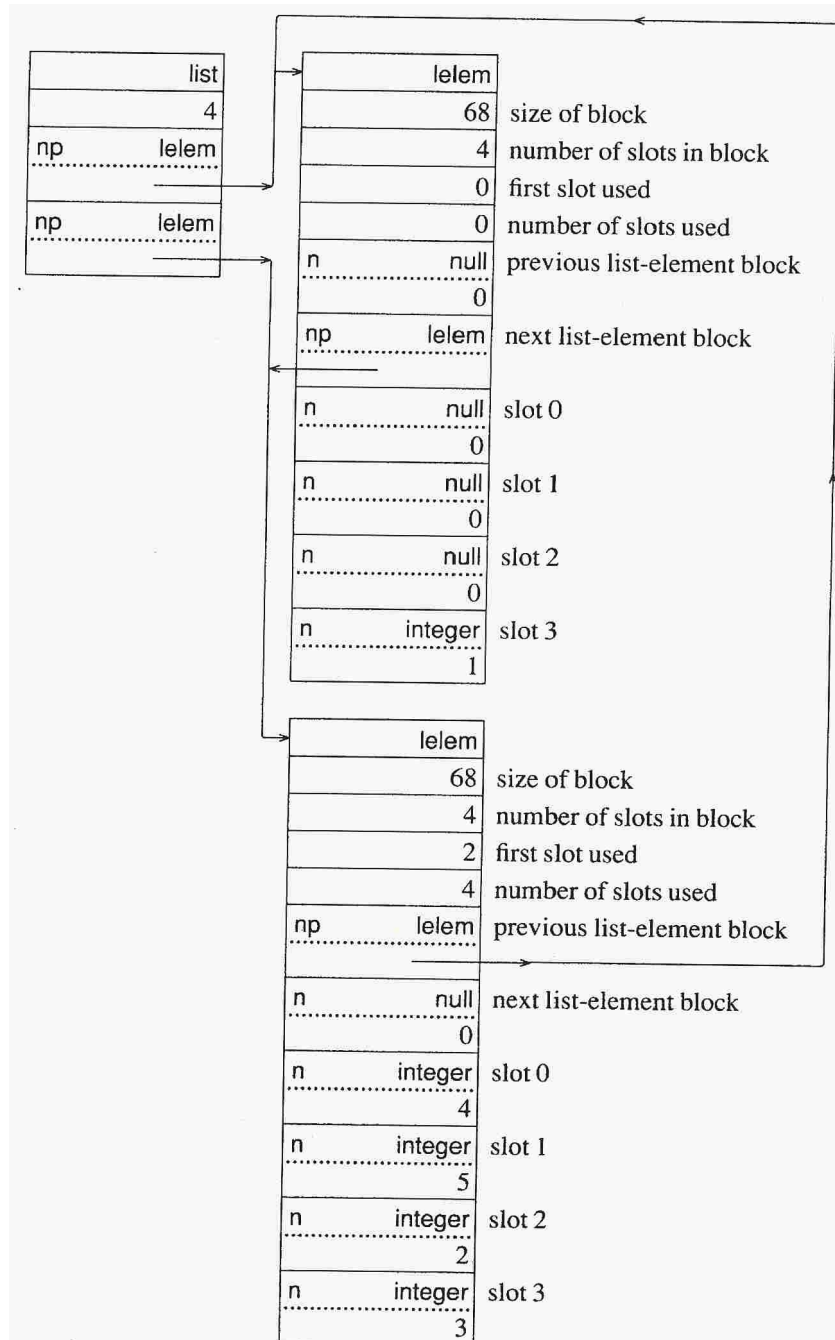 list
4
np lelem
np lelem
lelem
68 size of block
4 number of slots in block
0 first slot used
0 number of slots used
n null previous list-element block
0
np lelem next list-element block
n null slot 0
0
n null slot 1
0
n null slot 2
0
n integer slot 3
1
lelem
68 size of block
4 number of slots in block
2 first slot used
4 number of slots used
np lelem previous list-element block
n null next list-element block
0
n integer slot 0
4
n integer slot 1
5
n integer slot 2
2
n integer slot 3
3